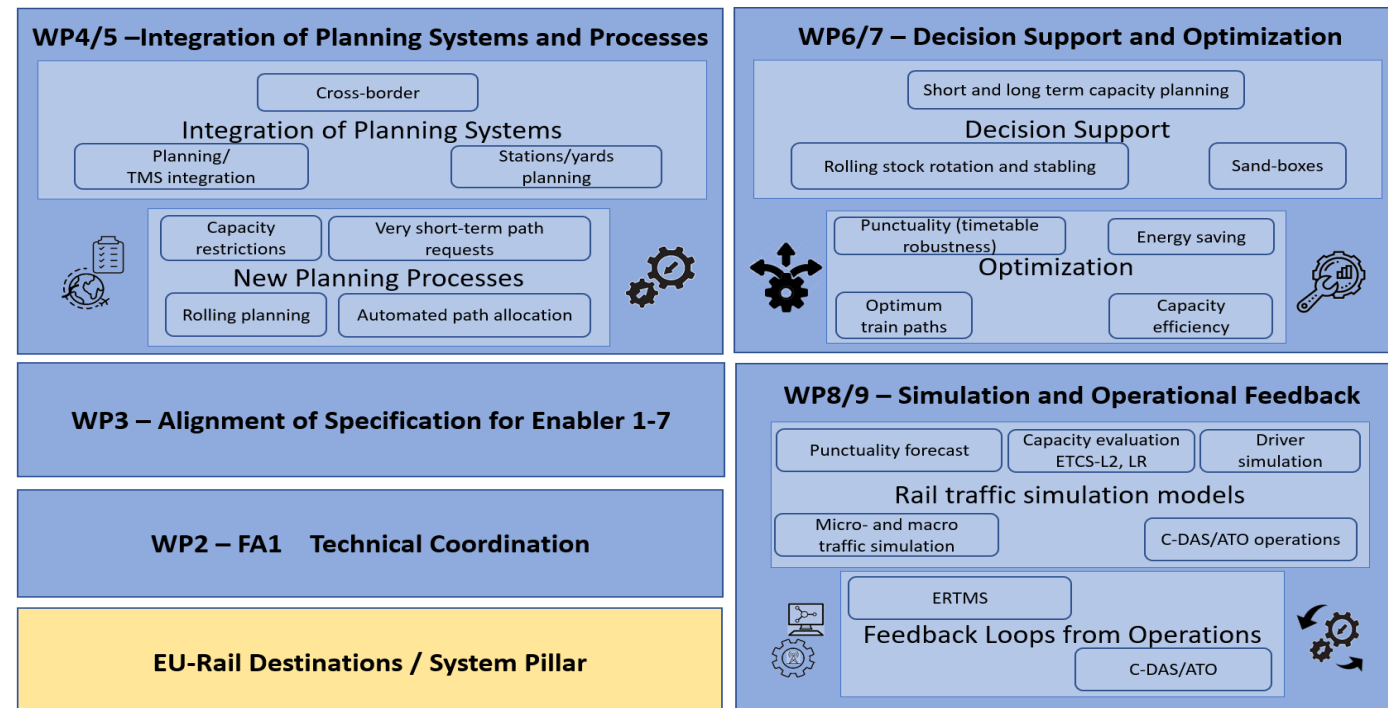 WP4/5 –Integration of Planning Systems and Processes
Cross-border
Integration of Planning Systems
Planning/
TMS integration
Stations/yards
planning
Capacity
restrictions
Very short-term path
requests
New Planning Processes
Rolling planning
Automated path allocation
WP3 – Alignment of Specification for Enabler 1-7
WP2 – FA1 Technical Coordination
EU-Rail Destinations / System Pillar
WP6/7 – Decision Support and Optimization
Short and long term capacity planning
Decision Support
Rolling stock rotation and stabling
Sand-boxes
Punctuality (timetable
robustness)
Energy saving
Optimization
Optimum
train paths
Capacity
efficiency
WP8/9 – Simulation and Operational Feedback
Punctuality forecast
Capacity evaluation
ETCS-L2, LR
Driver
simulation
Rail traffic simulation models
Micro- and macro
traffic simulation
C-DAS/ATO operations
ERTMS
Feedback Loops from Operations
C-DAS/ATO